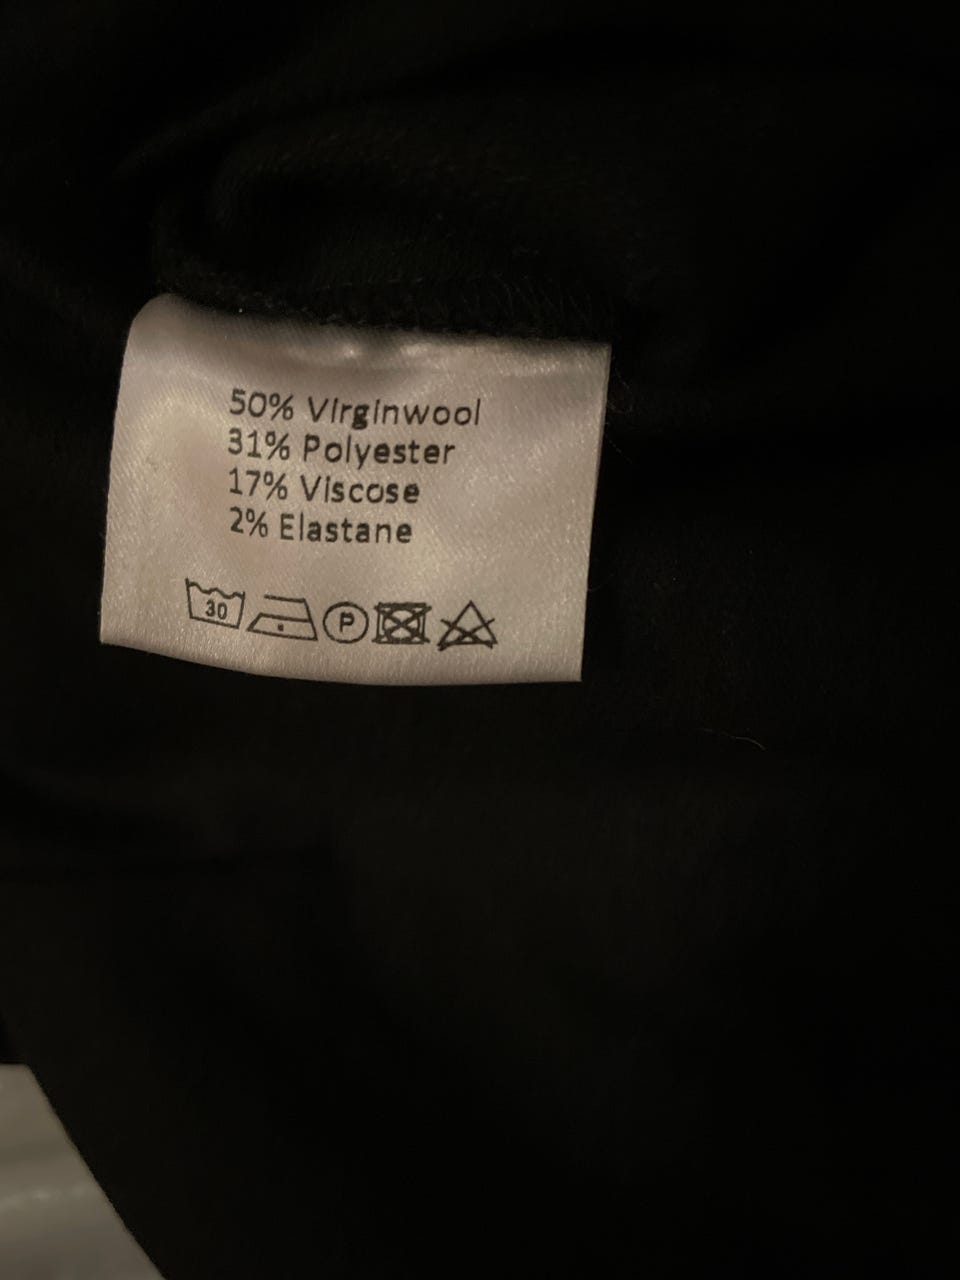 50% Virginwool
31% Polyester
17% Viscose
2% Elastane
30 P